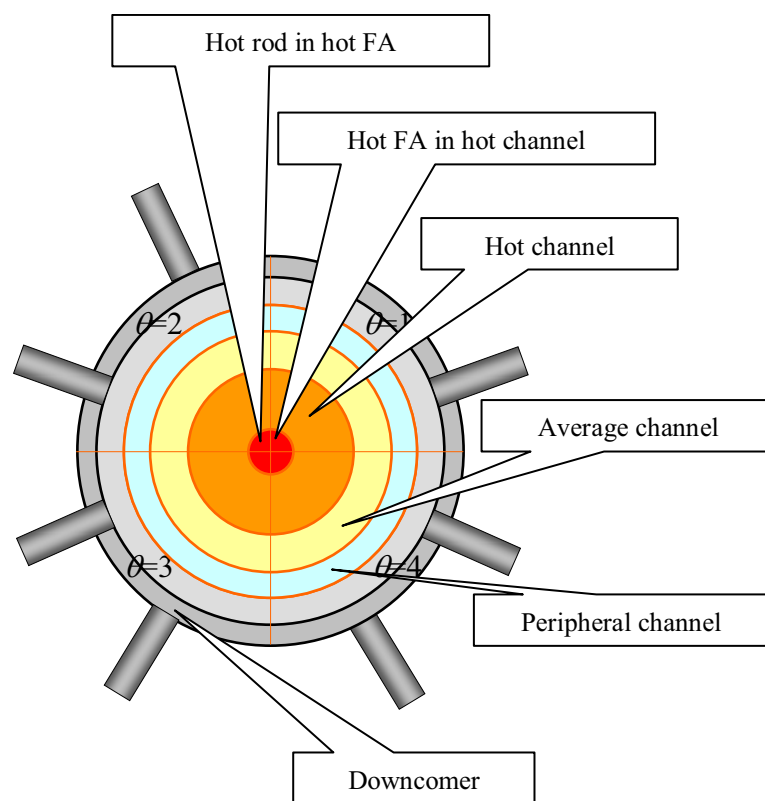 Hot rod in hot FA
Hot FA in hot channel
Hot channel
θ=2
θ=1
Average channel
θ=3
θ=4
Peripheral channel
Downcomer